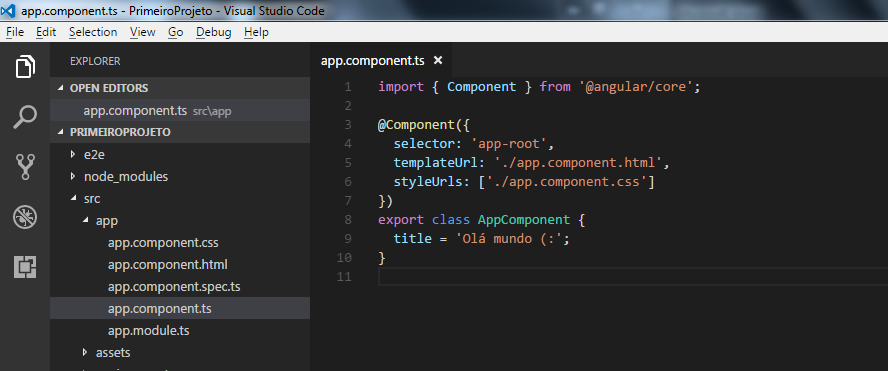 app.component.ts - PrimeiroProjeto - Visual Studio Code
File Edit Selection View Go Debug Help
EXPLORER
OPEN EDITORS
app.component.ts src\app
PRIMEIROPROJETO
e2e
node_modules
src
app
app.component.css
app.component.html
app.component.spec.ts
app.component.ts
app.module.ts
assets
app.component.ts ×
1 import { Component } from '@angular/core';
2
3 @Component({
4 selector: 'app-root',
5 templateUrl: './app.component.html',
6 styleUrls: ['./app.component.css']
7 })
8 export class AppComponent {
9 title = 'Olá mundo (:';
10 }
11